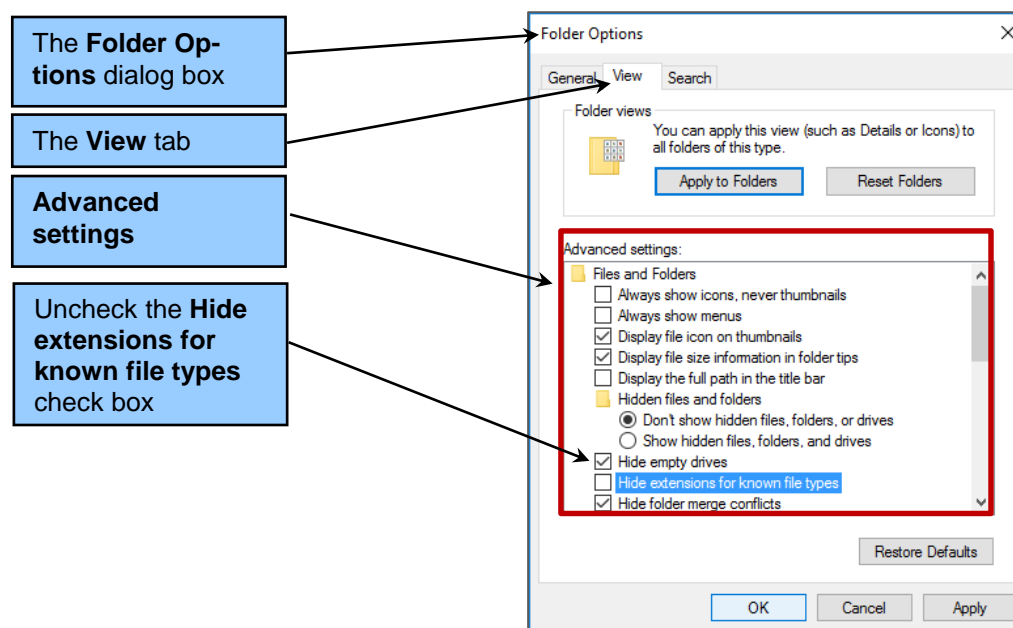 The Folder Op-
tions dialog box
The View tab
Advanced
settings
Uncheck the Hide
extensions for
known file types
check box
Folder Options
General View Search
Folder views
You can apply this view (such as Details or Icons) to
all folders of this type.
Apply to Folders Reset Folders
Advanced settings:
Files and Folders
Always show icons, never thumbnails
Always show menus
Display file icon on thumbnails
Display file size information in folder tips
Display the full path in the title bar
Hidden files and folders
Don't show hidden files, folders, or drives
Show hidden files, folders, and drives
Hide empty drives
Hide extensions for known file types
Hide folder merge conflicts
Restore Defaults
OK Cancel Apply